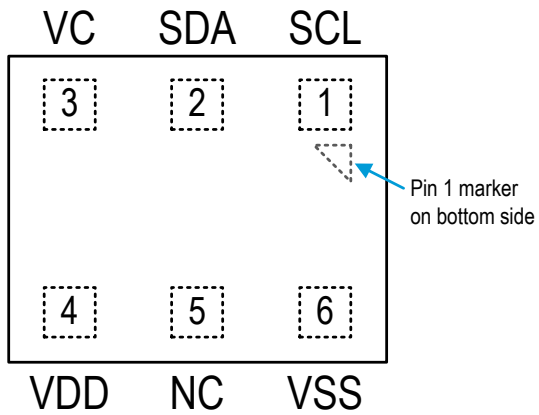 VC SDA SCL
3 2 1
Pin 1 marker
on bottom side
4 5 6
VDD NC VSS